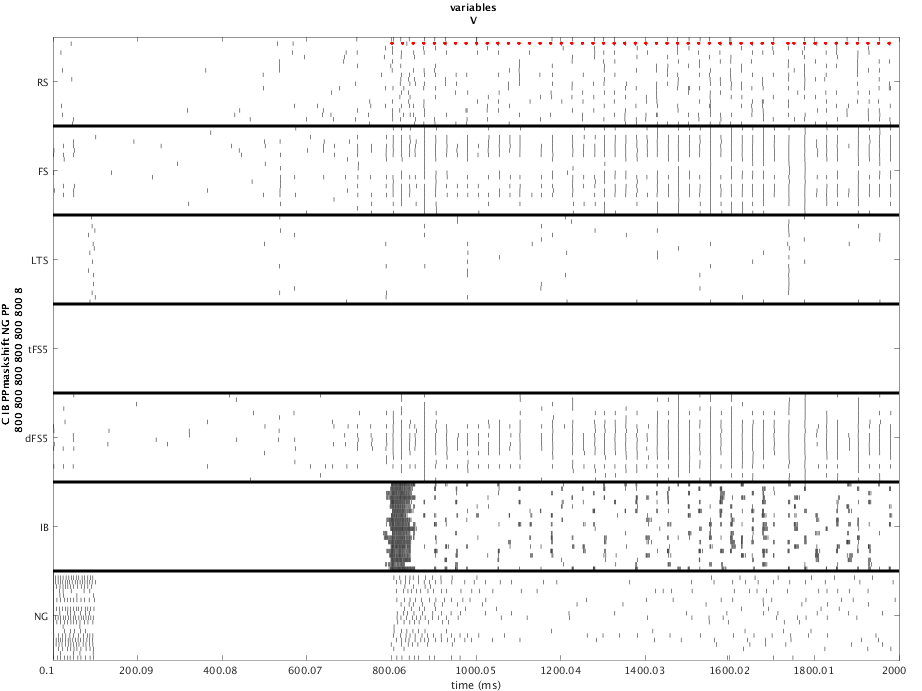 variables
V
RS
FS
LTS
tFS5
dFS5
IB
NG
C IB PPmaskshift NG PP
800 800 800 800 800 800 8
0.1 200.09 400.08 600.07 800.06 1000.05 1200.04 1400.03 1600.02 1800.01 2000
time (ms)